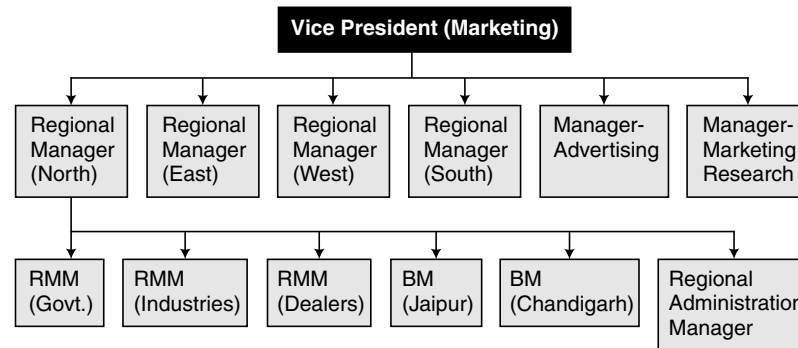 Vice President (Marketing)
Regional
Manager
(North)
Regional
Manager
(East)
Regional
Manager
(West)
Regional
Manager
(South)
Manager-
Advertising
Manager-
Marketing
Research
RMM
(Govt.)
RMM
(Industries)
RMM
(Dealers)
BM
(Jaipur)
BM
(Chandigarh)
Regional
Administration
Manager